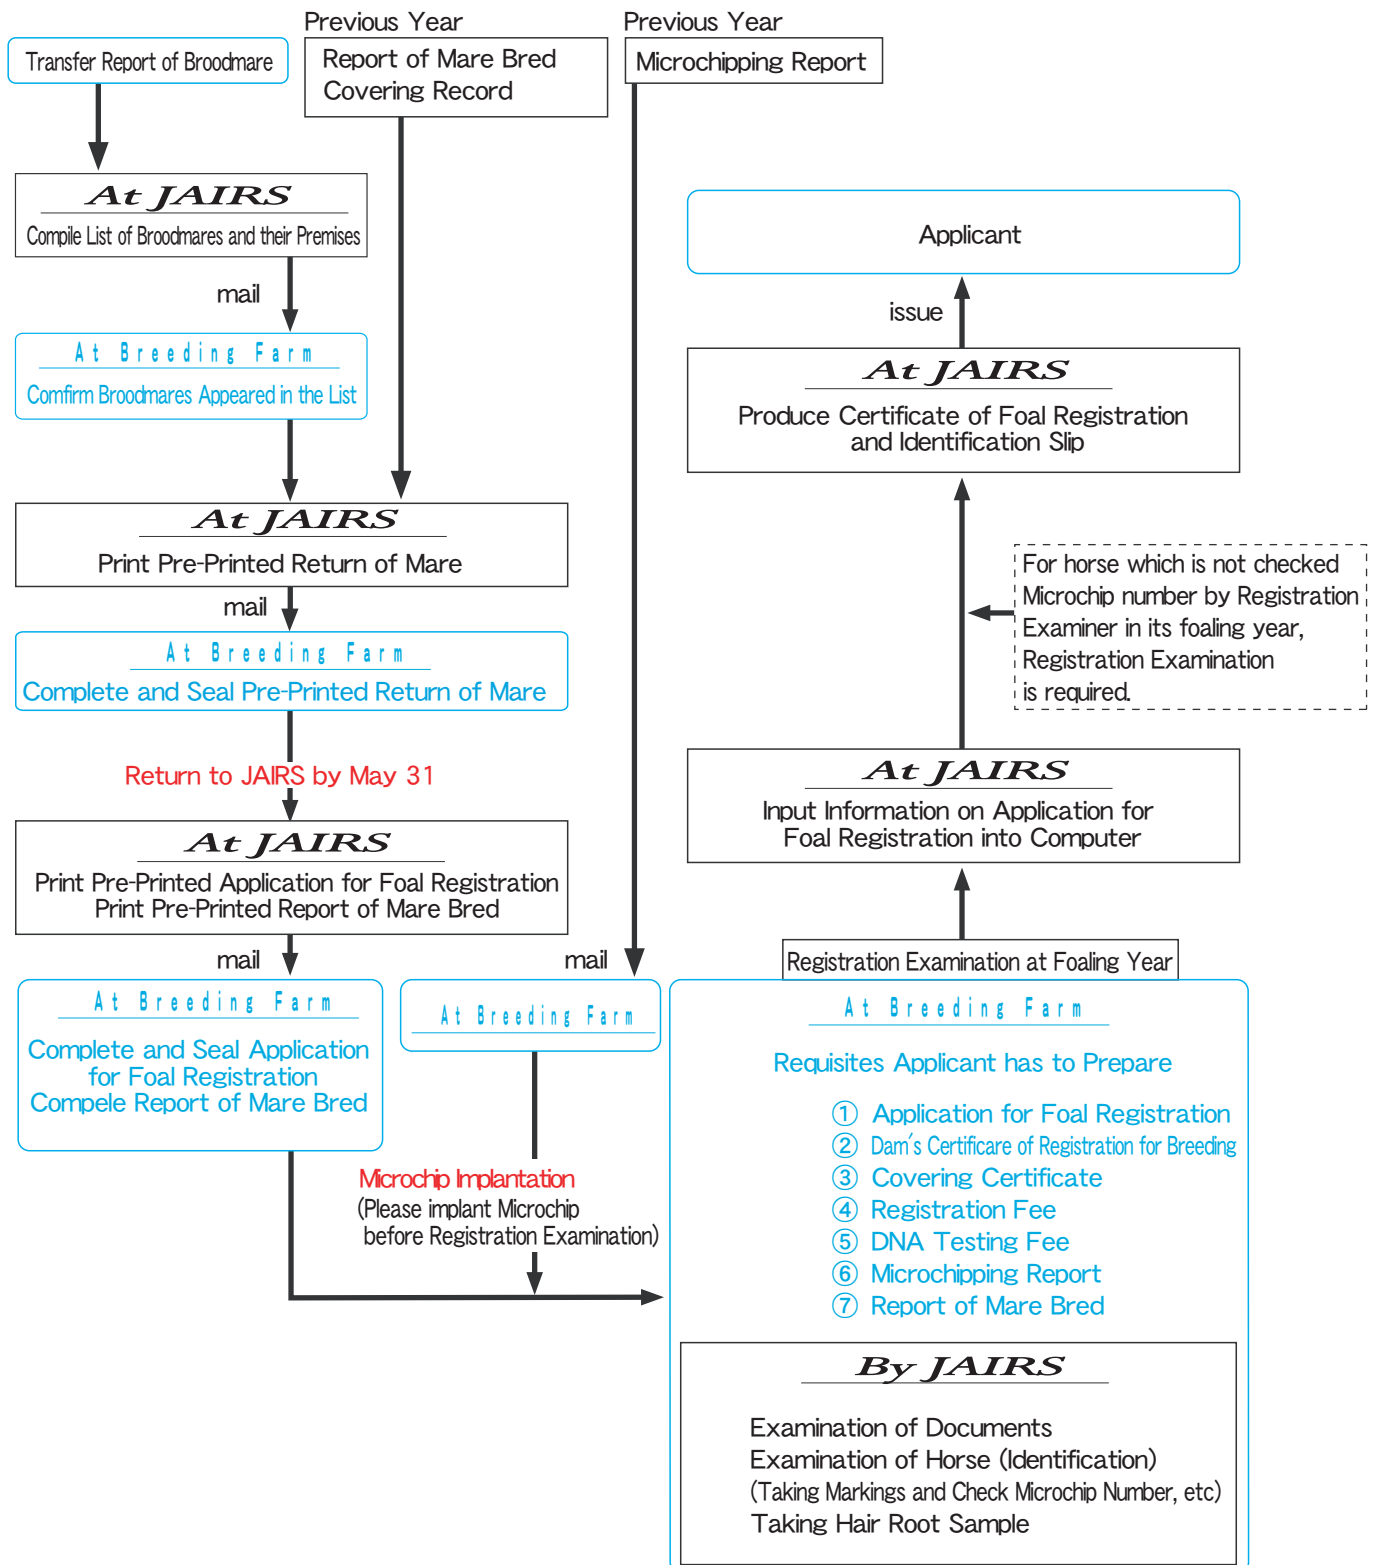 Transfer Report of Broodmare
Previous Year
Report of Mare Bred
Covering Record
Previous Year
Microchipping Report
At JAIRS
Compile List of Broodmares and their Premises
mail
At Breeding Farm
Comfirm Broodmares Appeared in the List
At JAIRS
Print Pre-Printed Return of Mare
mail
At Breeding Farm
Complete and Seal Pre-Printed Return of Mare
Return to JAIRS by May 31
At JAIRS
Print Pre-Printed Application for Foal Registration
Print Pre-Printed Report of Mare Bred
mail
At Breeding Farm
Complete and Seal Application
for Foal Registration
Compele Report of Mare Bred
mail
At Breeding Farm
Microchip Implantation
(Please implant Microchip
before Registration Examination)
Applicant
issue
At JAIRS
Produce Certificate of Foal Registration
and Identification Slip
For horse which is not checked
Microchip number by Registration
Examiner in its foaling year,
Registration Examination
is required.
At JAIRS
Input Information on Application for
Foal Registration into Computer
Registration Examination at Foaling Year
At Breeding Farm
Requisites Applicant has to Prepare
① Application for Foal Registration
② Dam's Certificare of Registration for Breeding
③ Covering Certificate
④ Registration Fee
⑤ DNA Testing Fee
⑥ Microchipping Report
⑦ Report of Mare Bred
By JAIRS
Examination of Documents
Examination of Horse (Identification)
(Taking Markings and Check Microchip Number, etc)
Taking Hair Root Sample